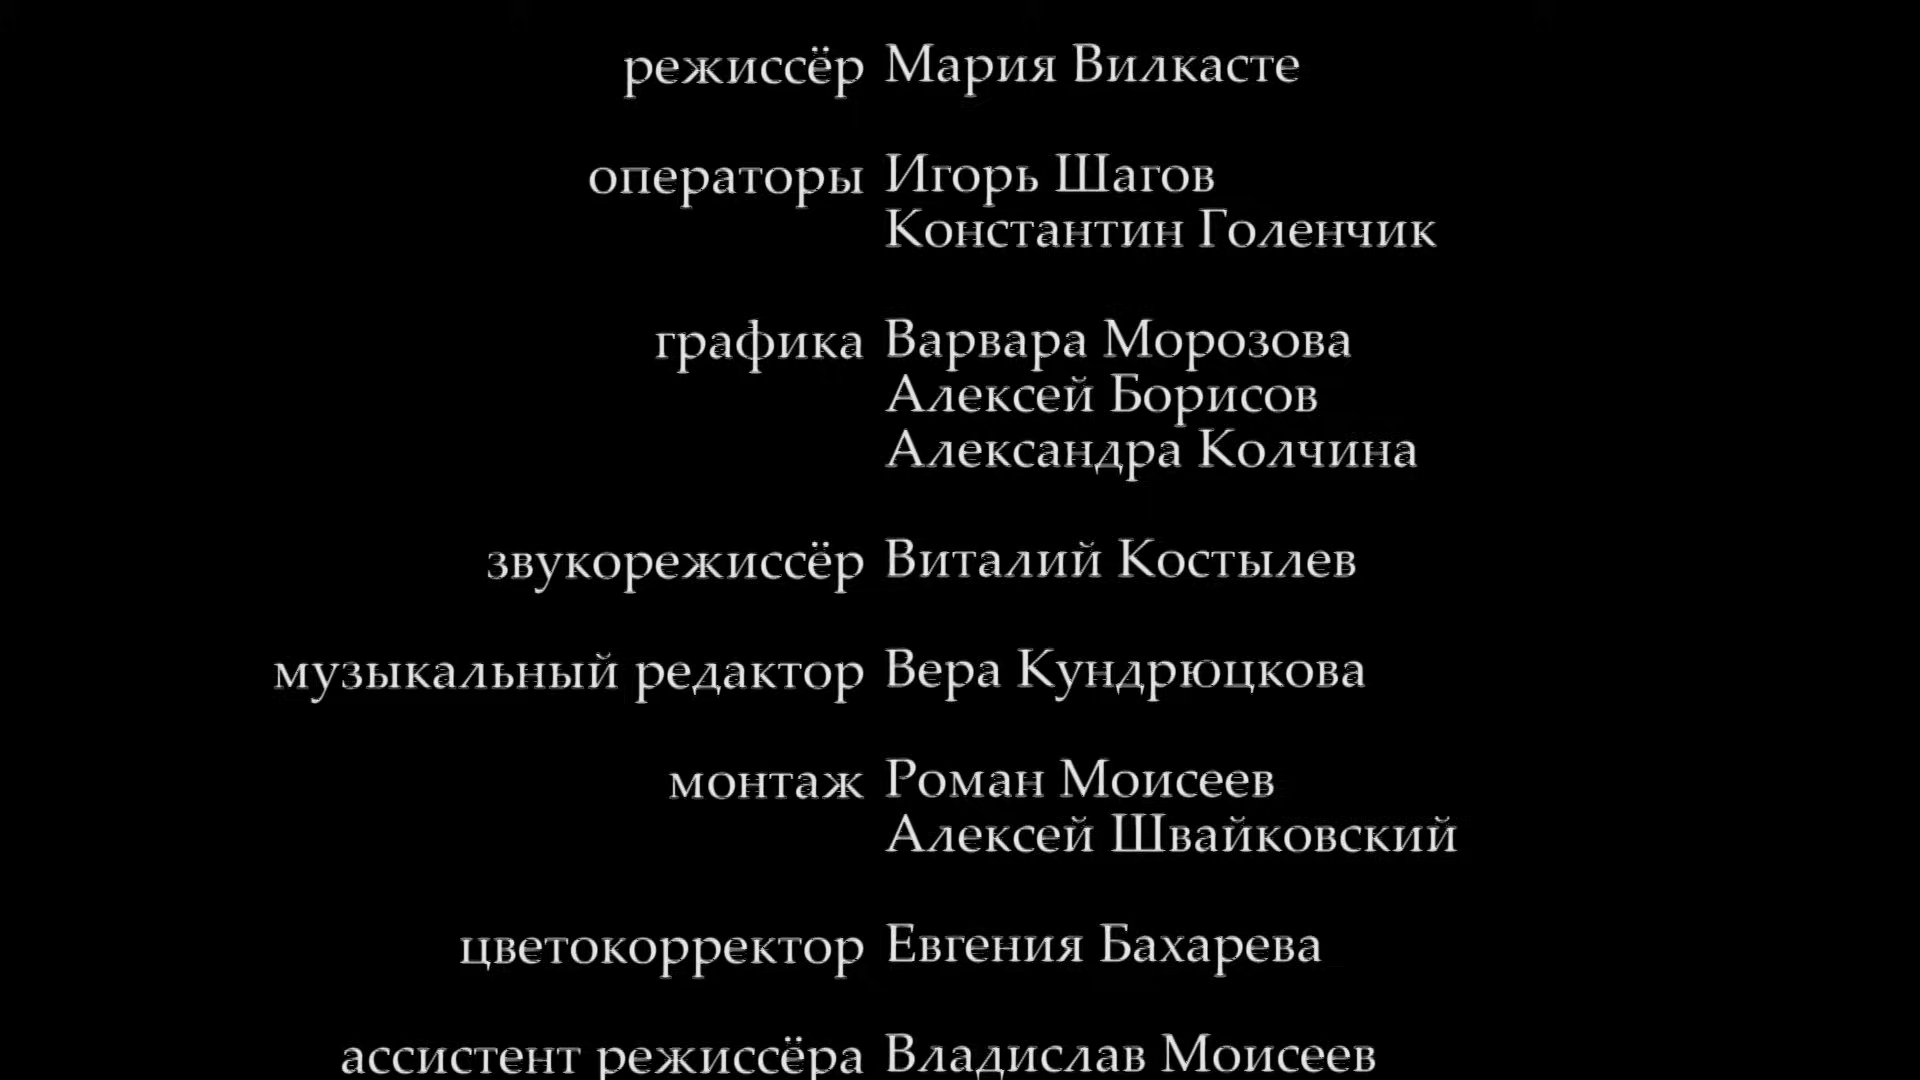 режиссёр Мария Вилкасте
операторы Игорь Шагов
Константин Голенчик
графика Варвара Морозова
Алексей Борисов
Александра Колчина
звукорежиссёр Виталий Костылев
музыкальный редактор Вера Кундрюцкова
монтаж Роман Моисеев
Алексей Швайковский
цветокорректор Евгения Бахарева
ассистент режиссёра Владислав Моисеев